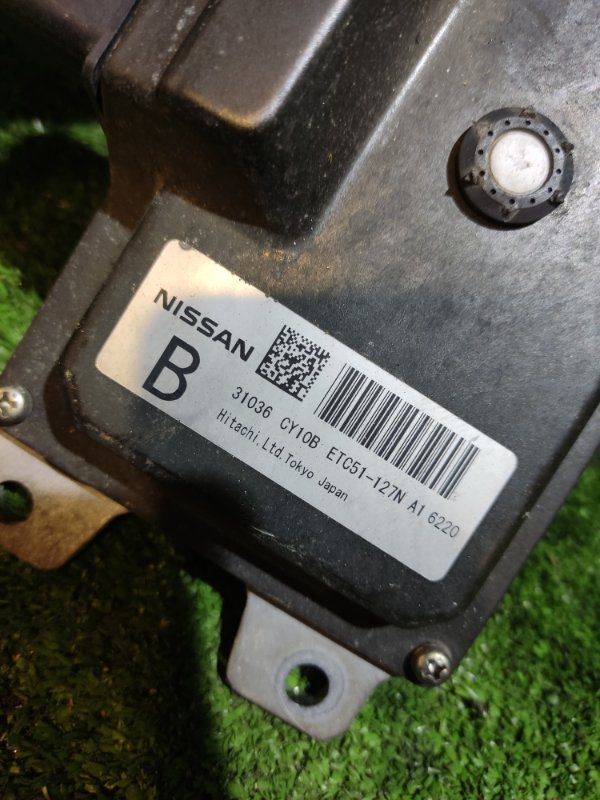 NISSAN
B
31036 CY10B ETC51-127N A1 6220
Hitachi,Ltd.Tokyo Japan